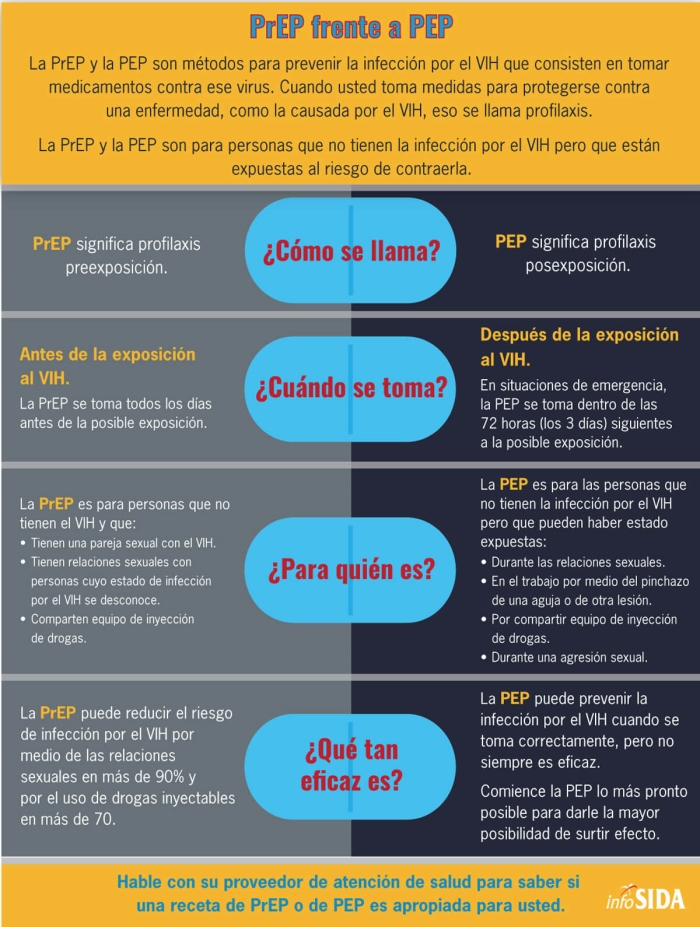 PrEP frente a PEP
La PrEP y la PEP son métodos para prevenir la infección por el VIH que consisten en tomar
medicamentos contra ese virus. Cuando usted toma medidas para protegerse contra
una enfermedad, como la causada por el VIH, eso se llama profilaxis.
La PrEP y la PEP son para personas que no tienen la infección por el VIH pero que están
expuestas al riesgo de contraerla.
¿Cómo se llama?
PrEP significa profilaxis
preexposición.
PEP significa profilaxis
posexposición.
¿Cuándo se toma?
Antes de la exposición
al VIH.
La PrEP se toma todos los días
antes de la posible exposición.
Después de la exposición
al VIH.
En situaciones de emergencia,
la PEP se toma dentro de las
72 horas (los 3 días) siguientes
a la posible exposición.
¿Para quién es?
La PrEP es para personas que no
tienen el VIH y que:
• Tienen una pareja sexual con el VIH.
• Tienen relaciones sexuales con
personas cuyo estado de infección
por el VIH se desconoce.
• Comparten equipo de inyección
de drogas.
La PEP es para las personas que
no tienen la infección por el VIH
pero que pueden haber estado
expuestas:
• Durante las relaciones sexuales.
• En el trabajo por medio del pinchazo
de una aguja o de otra lesión.
• Por compartir equipo de inyección
de drogas.
• Durante una agresión sexual.
¿Qué tan
eficaz es?
La PrEP puede reducir el riesgo
de infección por el VIH por
medio de las relaciones
sexuales en más de 90% y
por el uso de drogas inyectables
en más de 70.
La PEP puede prevenir la
infección por el VIH cuando se
toma correctamente, pero no
siempre es eficaz.
Comience la PEP lo más pronto
posible para darle la mayor
posibilidad de surtir efecto.
Hable con su proveedor de atención de salud para saber si
una receta de PrEP o de PEP es apropiada para usted.
infoSIDA